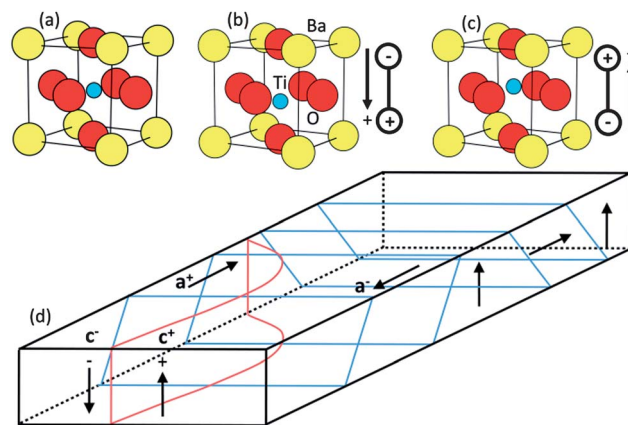 (a)
(b)
Ba
Ti
O
-
+
+
(c)
+
-
a+
a-
(d)
c-
c+
-
+